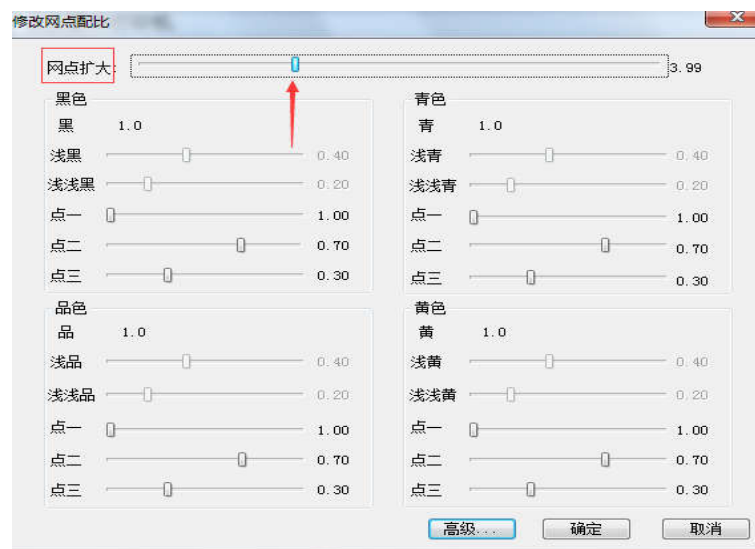 修改网点配比
网点扩大: 3.99
黑色
黑 1.0
浅黑 0.40
浅浅黑 0.20
点一 1.00
点二 0.70
点三 0.30
青色
青 1.0
浅青 0.40
浅浅青 0.20
点一 1.00
点二 0.70
点三 0.30
品色
品 1.0
浅品 0.40
浅浅品 0.20
点一 1.00
点二 0.70
点三 0.30
黄色
黄 1.0
浅黄 0.40
浅浅黄 0.20
点一 1.00
点二 0.70
点三 0.30
高级... 确定 取消